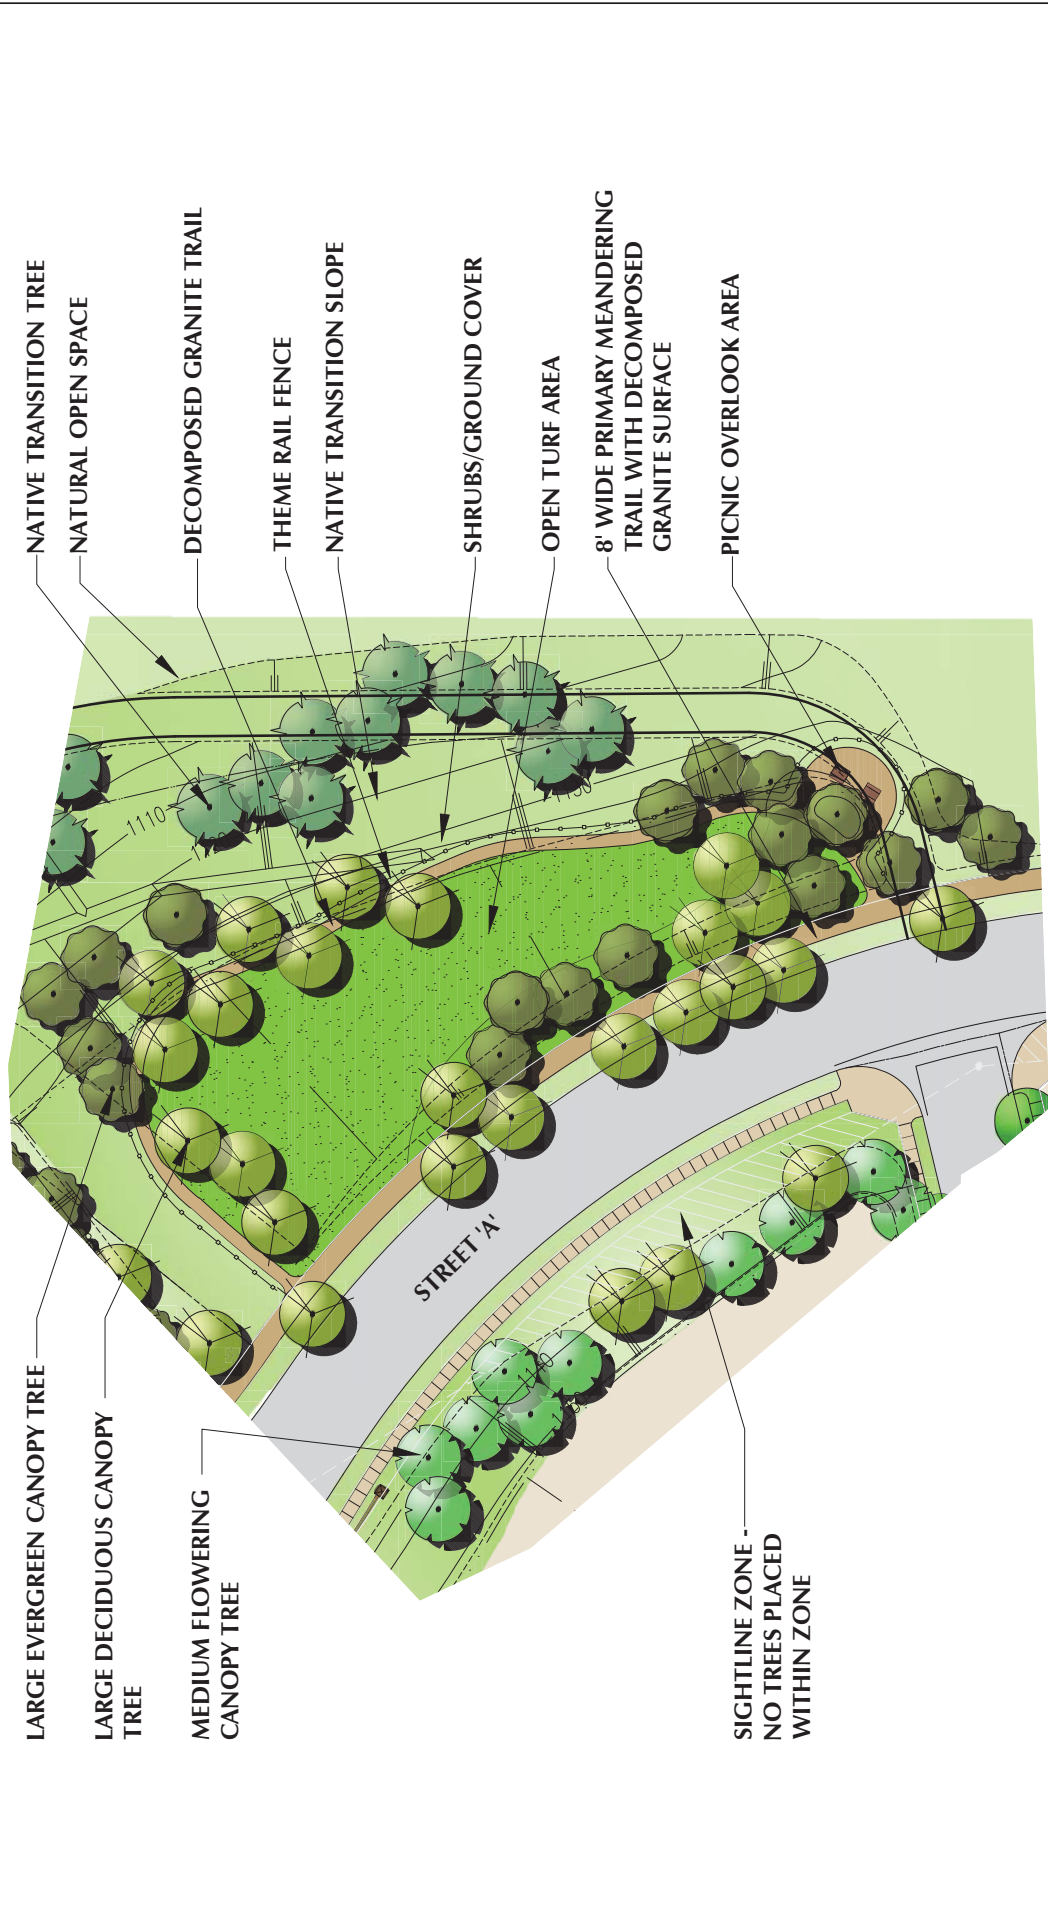 NATIVE TRANSITION TREE
NATURAL OPEN SPACE
DECOMPOSED GRANITE TRAIL
THEME RAIL FENCE
NATIVE TRANSITION SLOPE
SHRUBS/GROUND COVER
OPEN TURF AREA
8' WIDE PRIMARY MEANDERING
TRAIL WITH DECOMPOSED
GRANITE SURFACE
PICNIC OVERLOOK AREA
1110
STREET 'A'
LARGE EVERGREEN CANOPY TREE
LARGE DECIDUOUS CANOPY
TREE
MEDIUM FLOWERING
CANOPY TREE
SIGHTLINE ZONE -
NO TREES PLACED
WITHIN ZONE